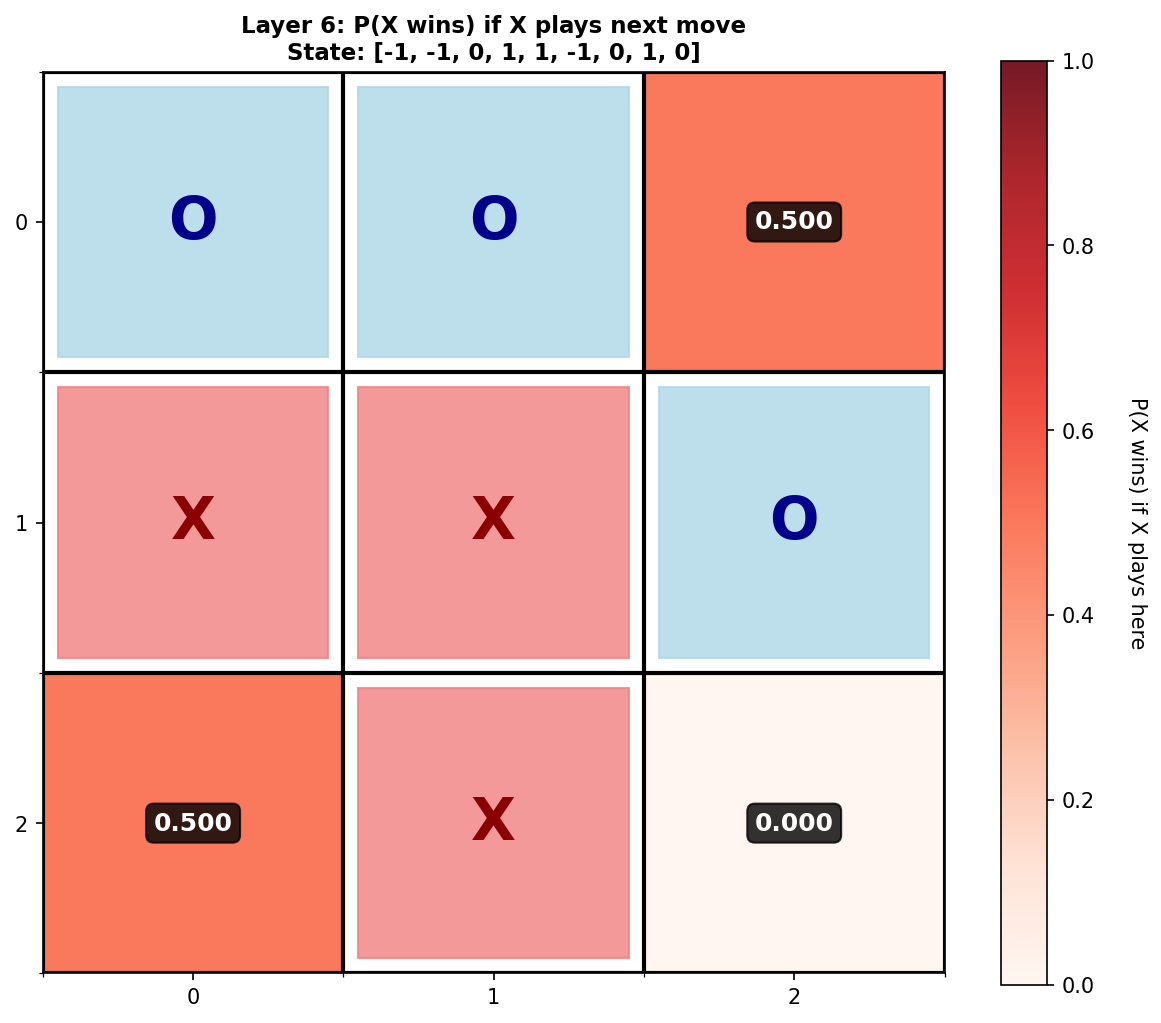 Layer 6: P(X wins) if X plays next move
State: [-1, -1, 0, 1, 1, -1, 0, 1, 0]
0
O
O
0.500
1
X
X
O
2
0.500
X
0.000
0
1
2
1.0
0.8
0.6
0.4
0.2
0.0
P(X wins) if X plays here